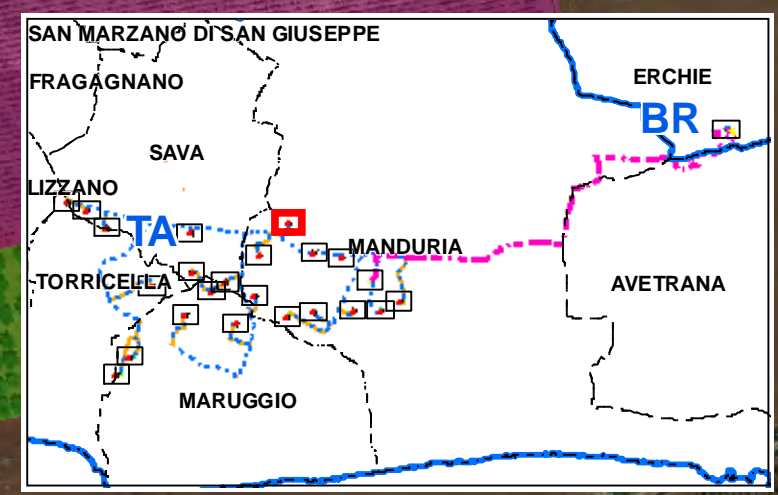 SAN MARZANO DI SAN GIUSEPPE
FRAGAGNANO
ERCHIE
BR
SAVA
LIZZANO
TA
MANDURIA
TORRICELLA
AVETRANA
MARUGGIO